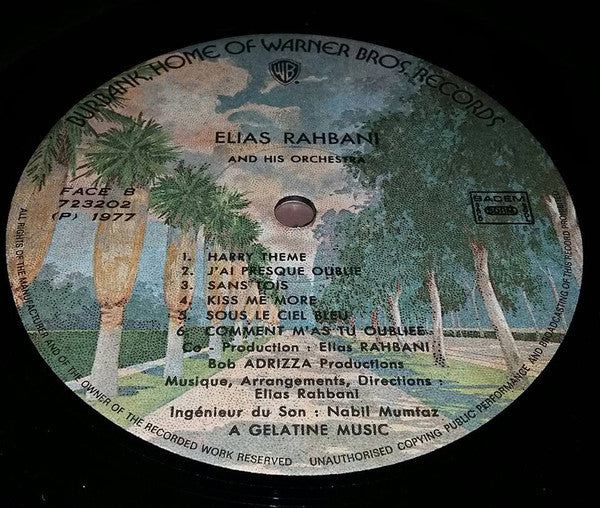 BURBANK, HOME OF WARNER BROS. RECORDS
WB
ELIAS RAHBANI
AND HIS ORCHESTRA
FACE B
723202
(P) 1977
SACEM
1. HARRY THEME
2. J'AI PRESQUE OUBLIE
3. SANS TOIS
4. KISS ME MORE
5. SOUS LE CIEL BLEU
6. COMMENT M'AS TU OUBLIEE
Co - Production : Elias RAHBANI
Bob ADRIZZA Productions
Musique, Arrangements, Directions :
Elias Rahbani
Ingénieur du Son : Nabil Mumtaz
A GELATINE MUSIC
ALL RIGHTS OF THE MANUFACTURER AND OF THE OWNER OF THE RECORDED WORK RESERVED
UNAUTHORISED COPYING PUBLIC PERFORMANCE AND BROADCASTING OF THIS RECORD PROHIBITED